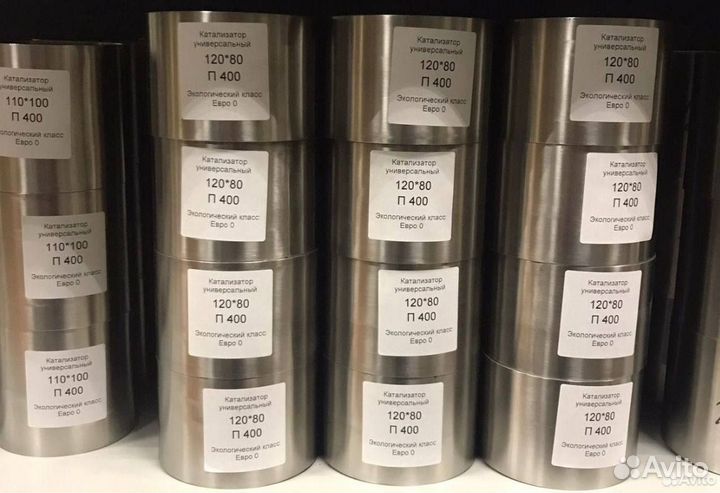 Катализатор
универсальный
110*100
П 400
Экологический класс
Евро 0
Катализатор
универсальный
110*100
П 400
Экологический класс
Евро 0
Катализатор
универсальный
110*100
П 400
Экологический класс
Евро 0
Катализатор
универсальный
120*80
П 400
Экологический класс
Евро 0
Катализатор
универсальный
120*80
П 400
Экологический класс
Евро 0
Катализатор
универсальный
120*80
П 400
Экологический класс
Евро 0
Катализатор
универсальный
120*80
П 400
Экологический класс
Евро 0
Катализатор
универсальный
120*80
П 400
Экологический класс
Евро 0
Катализатор
универсальный
120*80
П 400
Экологический класс
Евро 0
Катализатор
универсальный
120*80
П 400
Экологический класс
Евро 0
Катализатор
универсальный
120*80
П 400
Экологический класс
Евро 0
Катализатор
универсальный
120*80
П 400
Экологический класс
Евро 0
Катализатор
универсальный
120*80
П 400
Экологический класс
Евро 0
Катализатор
универсальный
120*80
П 400
Экологический класс
Евро 0
Катализатор
универсальный
120*80
П 400
Экологический класс
Евро 0
Avito
Avito